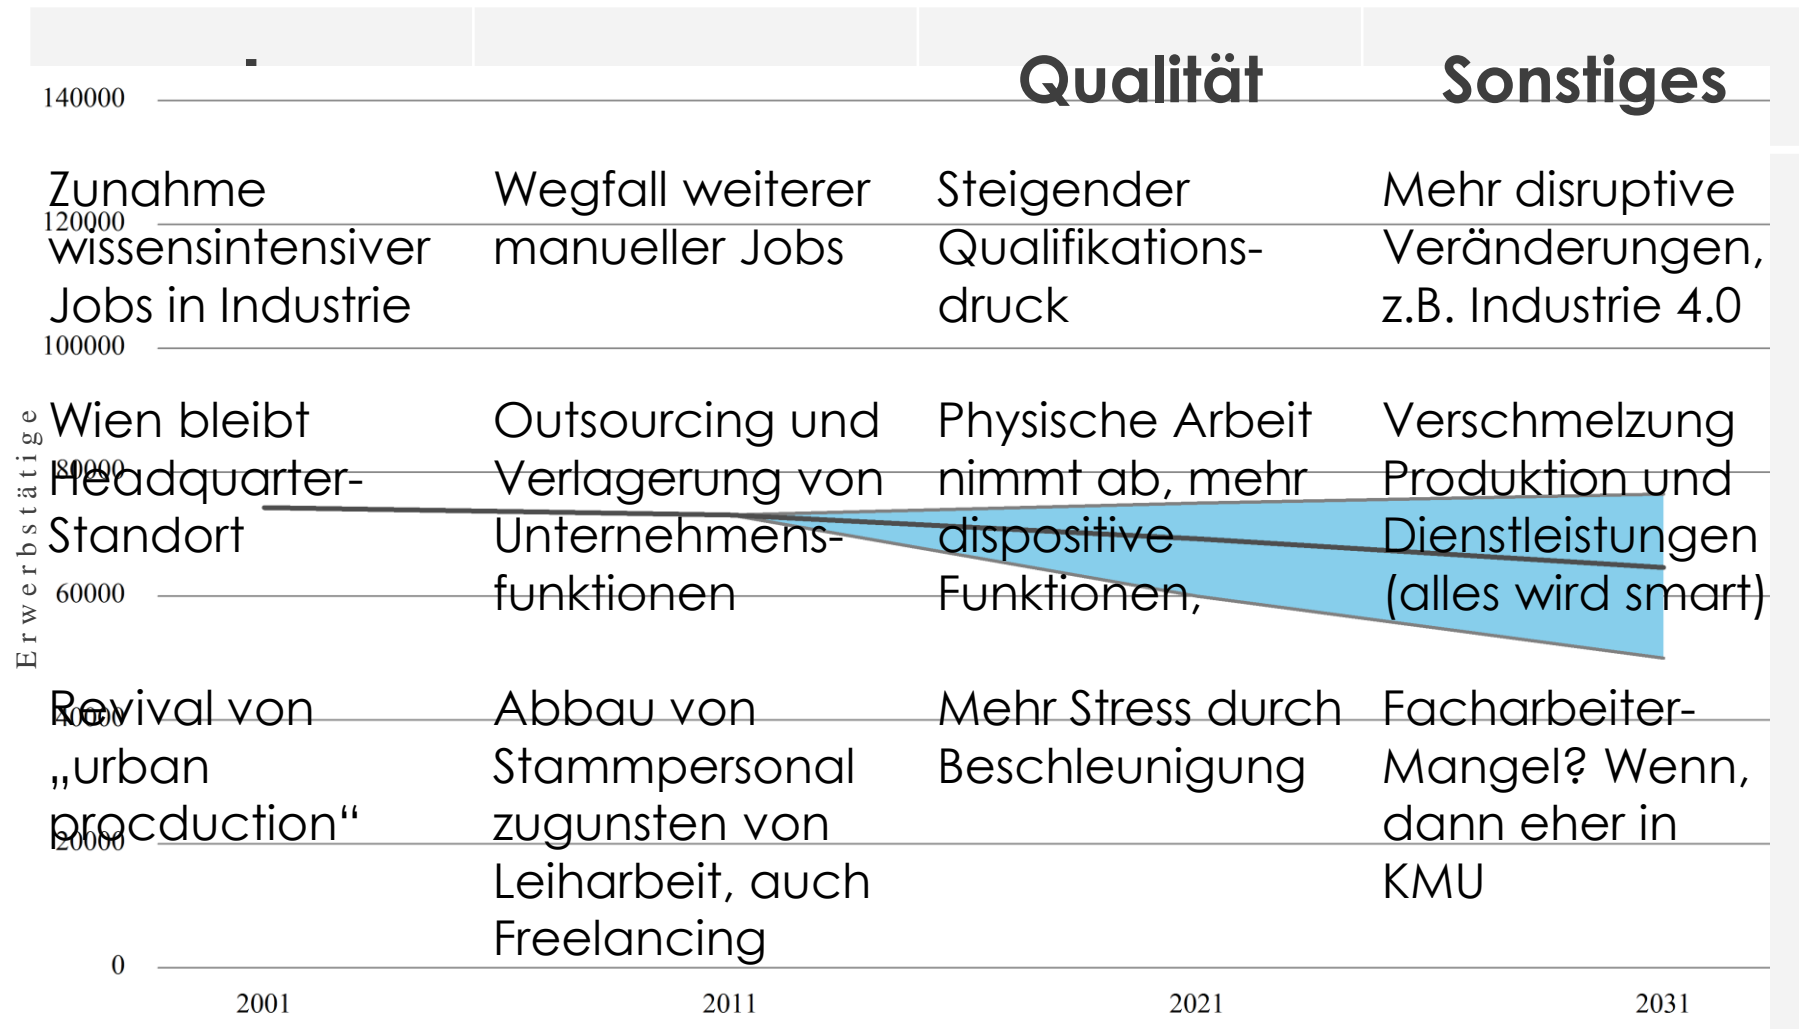 Qualität
Sonstiges
Zunahme
wissensintensiver
Jobs in Industrie
Wegfall weiterer
manueller Jobs
Steigender
Qualifikations-
druck
Mehr disruptive
Veränderungen,
z.B. Industrie 4.0
Wien bleibt
Headquarter-
Standort
Outsourcing und
Verlagerung von
Unternehmens-
funktionen
Physische Arbeit
nimmt ab, mehr
dispositive
Funktionen,
Verschmelzung
Produktion und
Dienstleistungen
(alles wird smart)
Revival von
„urban
procduction“
Abbau von
Stammpersonal
zugunsten von
Leiharbeit, auch
Freelancing
Mehr Stress durch
Beschleunigung
Facharbeiter-
Mangel? Wenn,
dann eher in
KMU
Erwerbstätige
140000
120000
100000
80000
60000
40000
20000
0
2001
2011
2021
2031